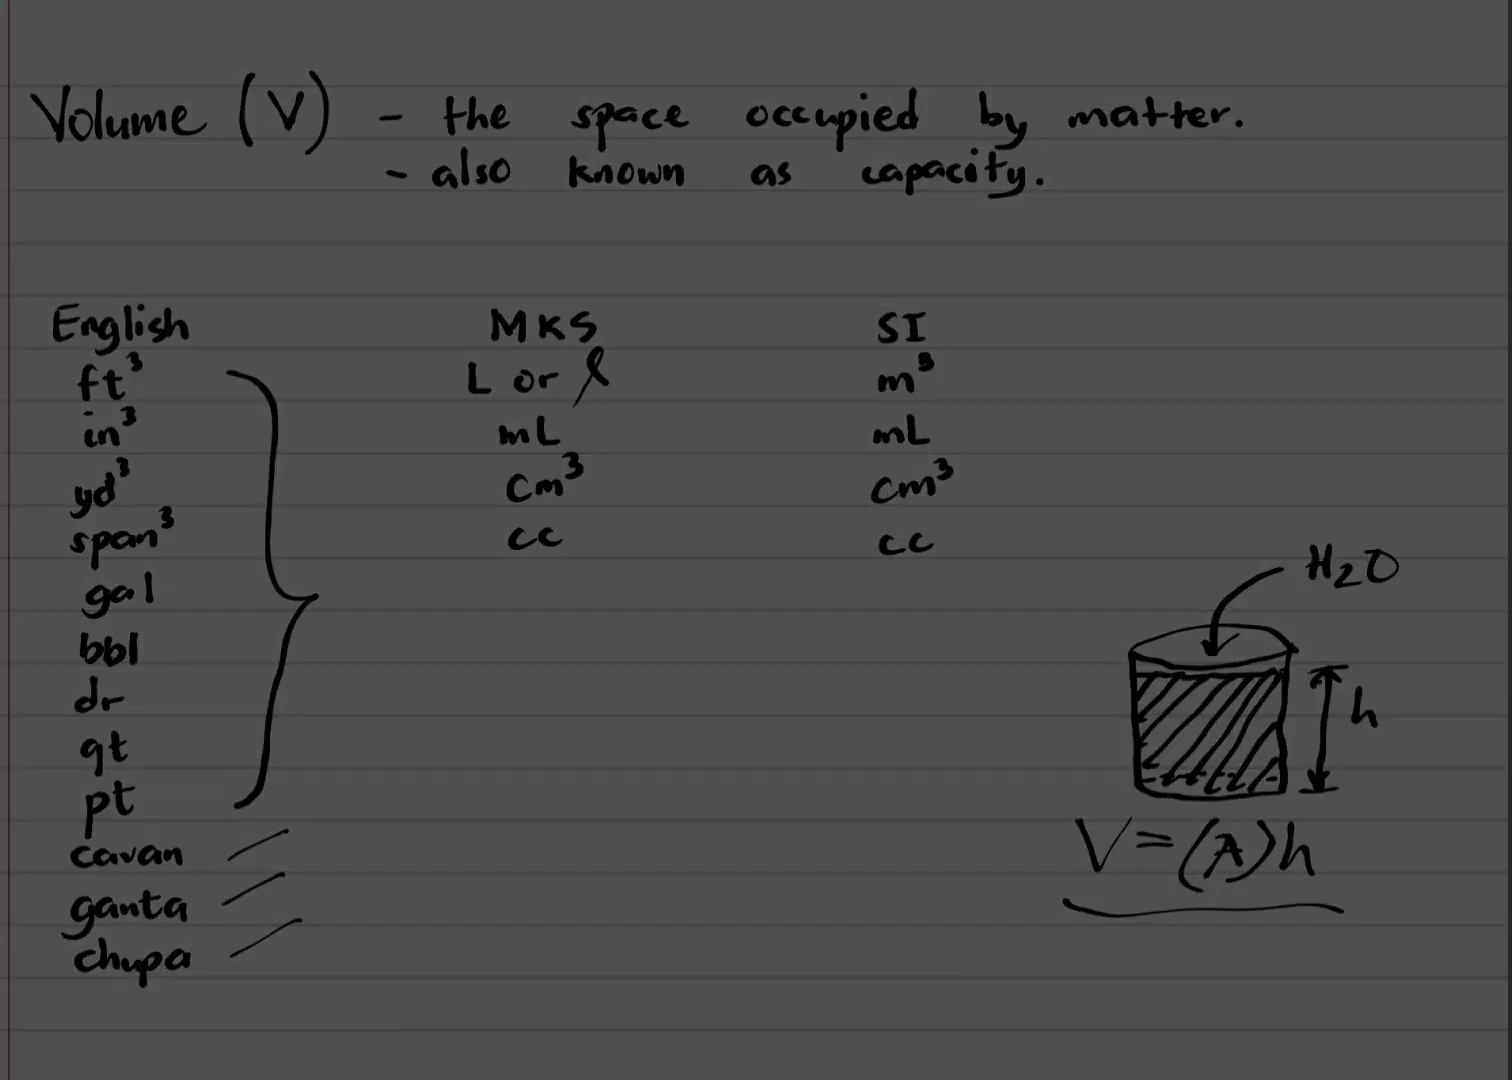 Volume (V) - the space occupied by matter.
- also known as capacity.
English MKS SI
ft³ L or ℓ m³
in³ mL mL
yd³ cm³ cm³
span³ cc cc
gal
bbl
dr
qt
pt
cavan
ganta
chupa
H2O
h
V = (A)h